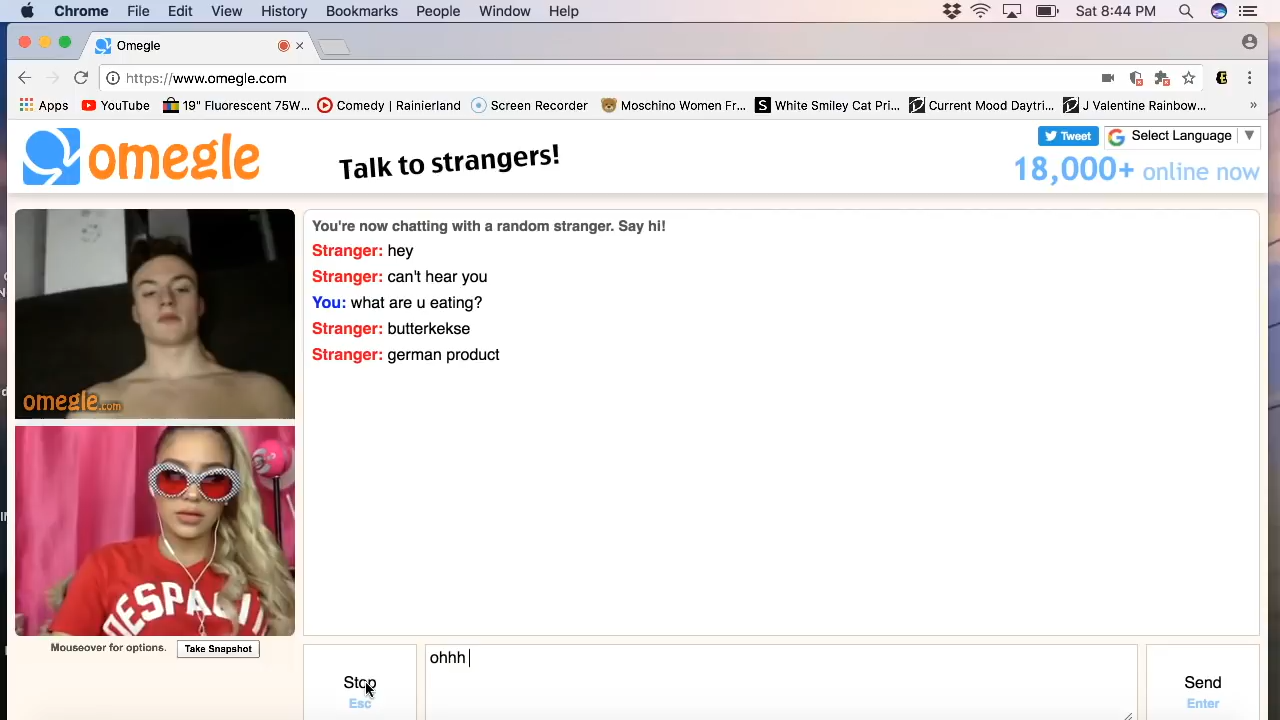 Chrome File Edit View History Bookmarks People Window Help Sat 8:44 PM
Omegle
https://www.omegle.com
Apps YouTube 19" Fluorescent 75W... Comedy | Rainierland Screen Recorder Moschino Women Fr... White Smiley Cat Pri... Current Mood Daytri... J Valentine Rainbow... »
Tweet Select Language ▼
omegle Talk to strangers!
18,000+ online now
You're now chatting with a random stranger. Say hi!
Stranger: hey
Stranger: can't hear you
You: what are u eating?
Stranger: butterkekse
Stranger: german product
omegle.com
DESPACI
Mouseover for options. Take Snapshot
ohhh
Stop
Esc
Send
Enter